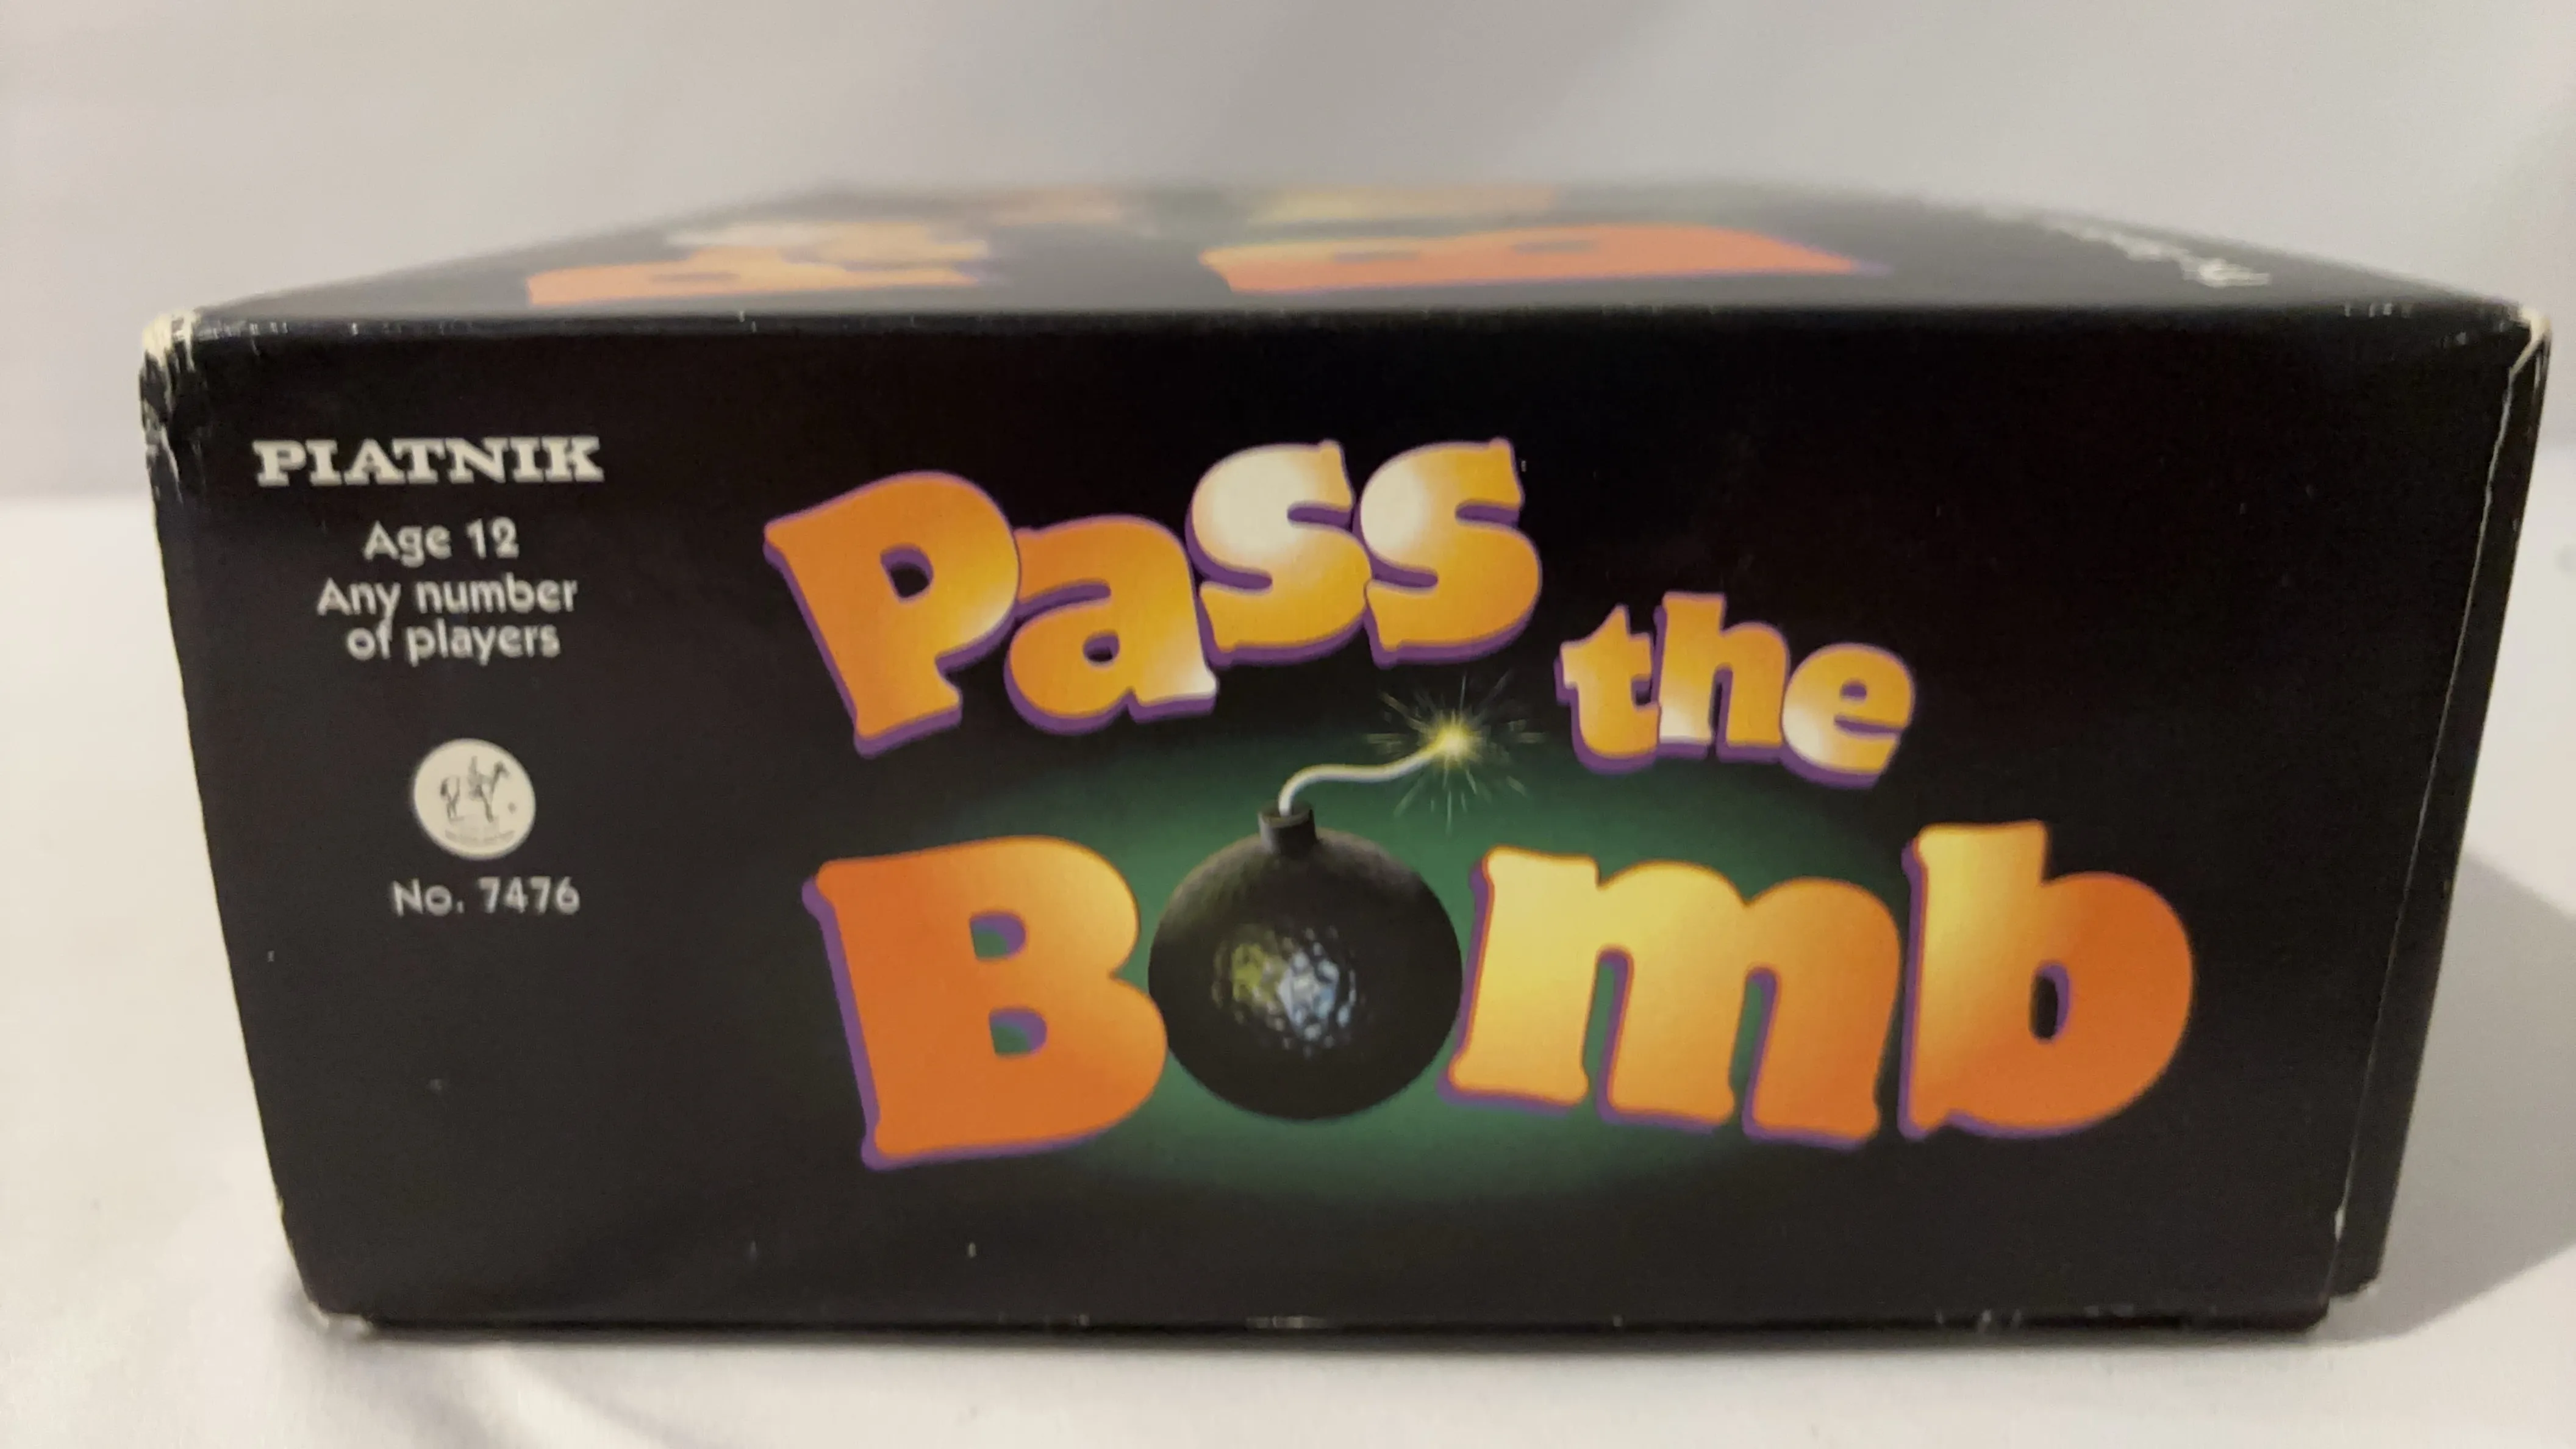 PIATNIK
Age 12
Any number
of players
No. 7476
Pass
the
Bomb